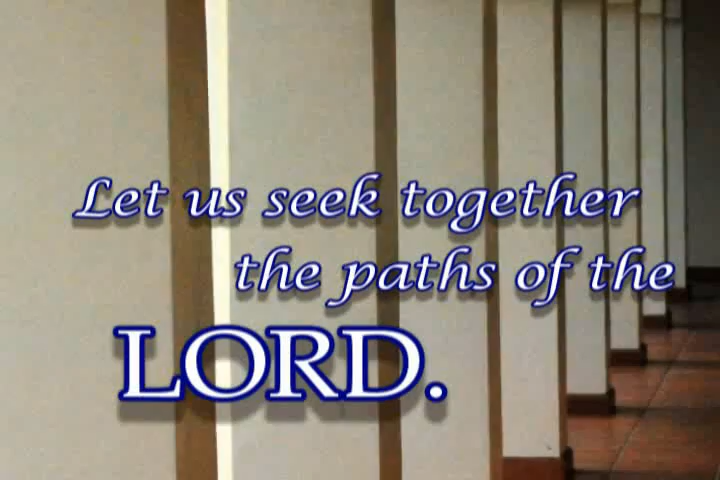 Let us seek together
the paths of the
LORD.